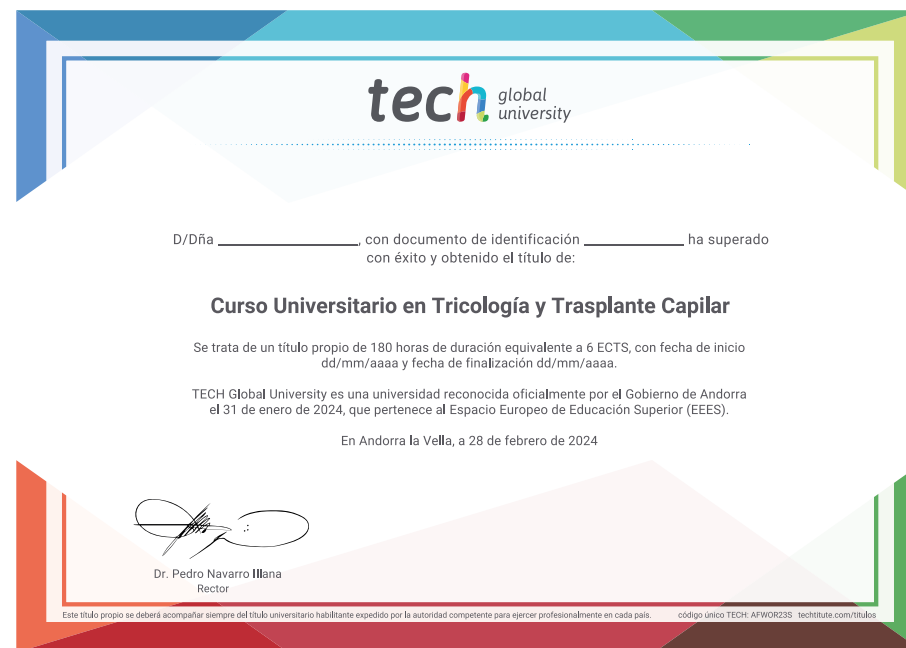 tech global university
D/Dña ______________, con documento de identificación __________ ha superado
con éxito y obtenido el título de:
Curso Universitario en Tricología y Trasplante Capilar
Se trata de un título propio de 180 horas de duración equivalente a 6 ECTS, con fecha de inicio
dd/mm/aaaa y fecha de finalización dd/mm/aaaa.
TECH Global University es una universidad reconocida oficialmente por el Gobierno de Andorra
el 31 de enero de 2024, que pertenece al Espacio Europeo de Educación Superior (EEES).
En Andorra la Vella, a 28 de febrero de 2024
Dr. Pedro Navarro Illana
Rector
Este título propio se deberá acompañar siempre del título universitario habilitante expedido por la autoridad competente para ejercer profesionalmente en cada país. código único TECH: AFWOR23S techtitute.com/titulos